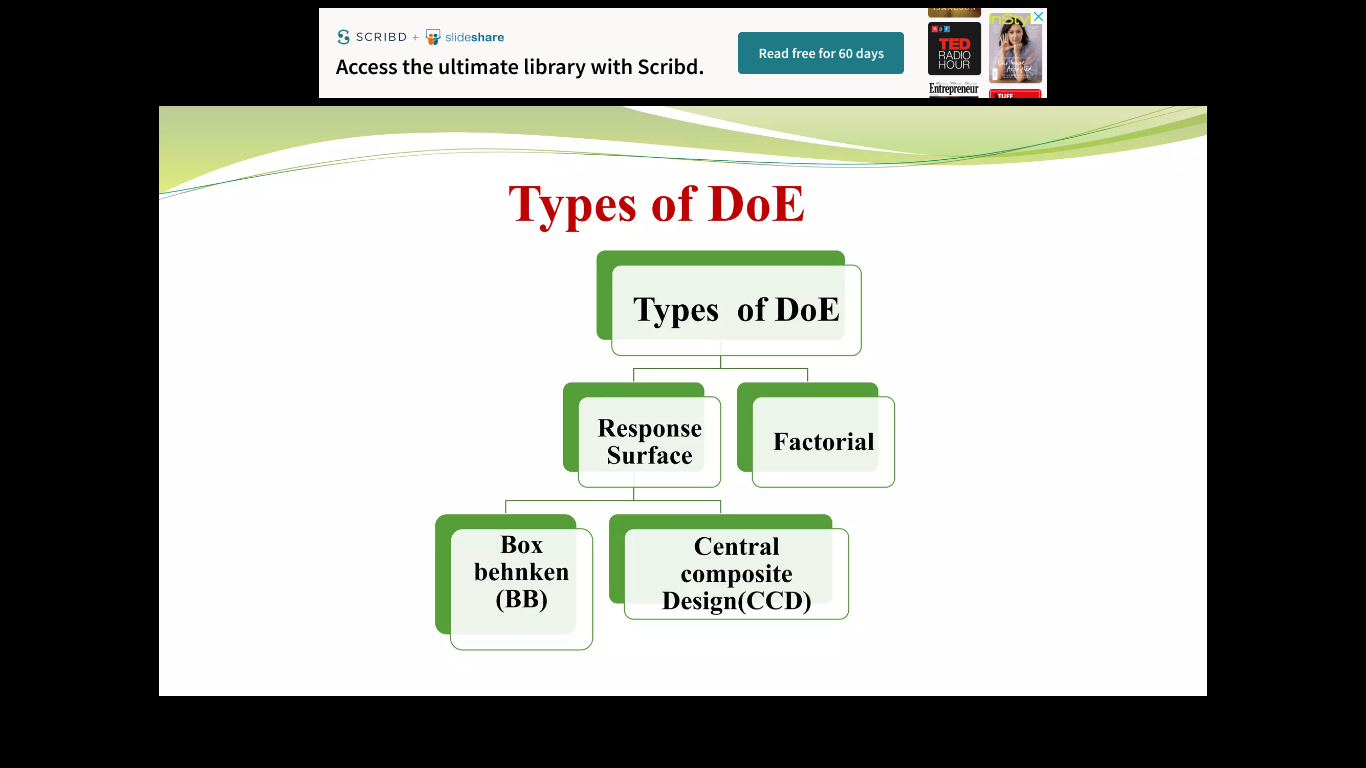 SCRIBD + slideshare
Access the ultimate library with Scribd.
Read free for 60 days
TED
RADIO
HOUR
Entrepreneur
Types of DoE
Types of DoE
Response
Surface
Factorial
Box
behnken
(BB)
Central
composite
Design(CCD)